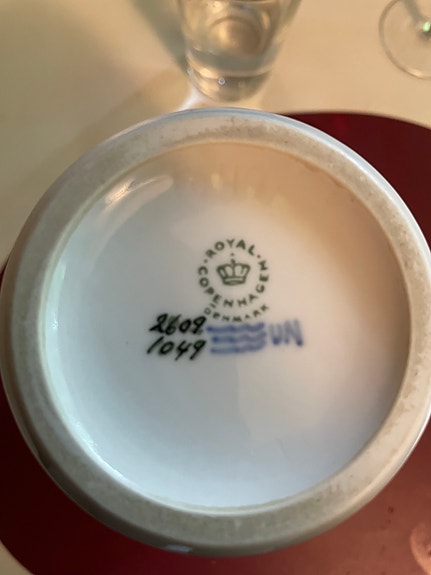 ROYAL COPENHAGEN
DENMARK
2609
1049
UN